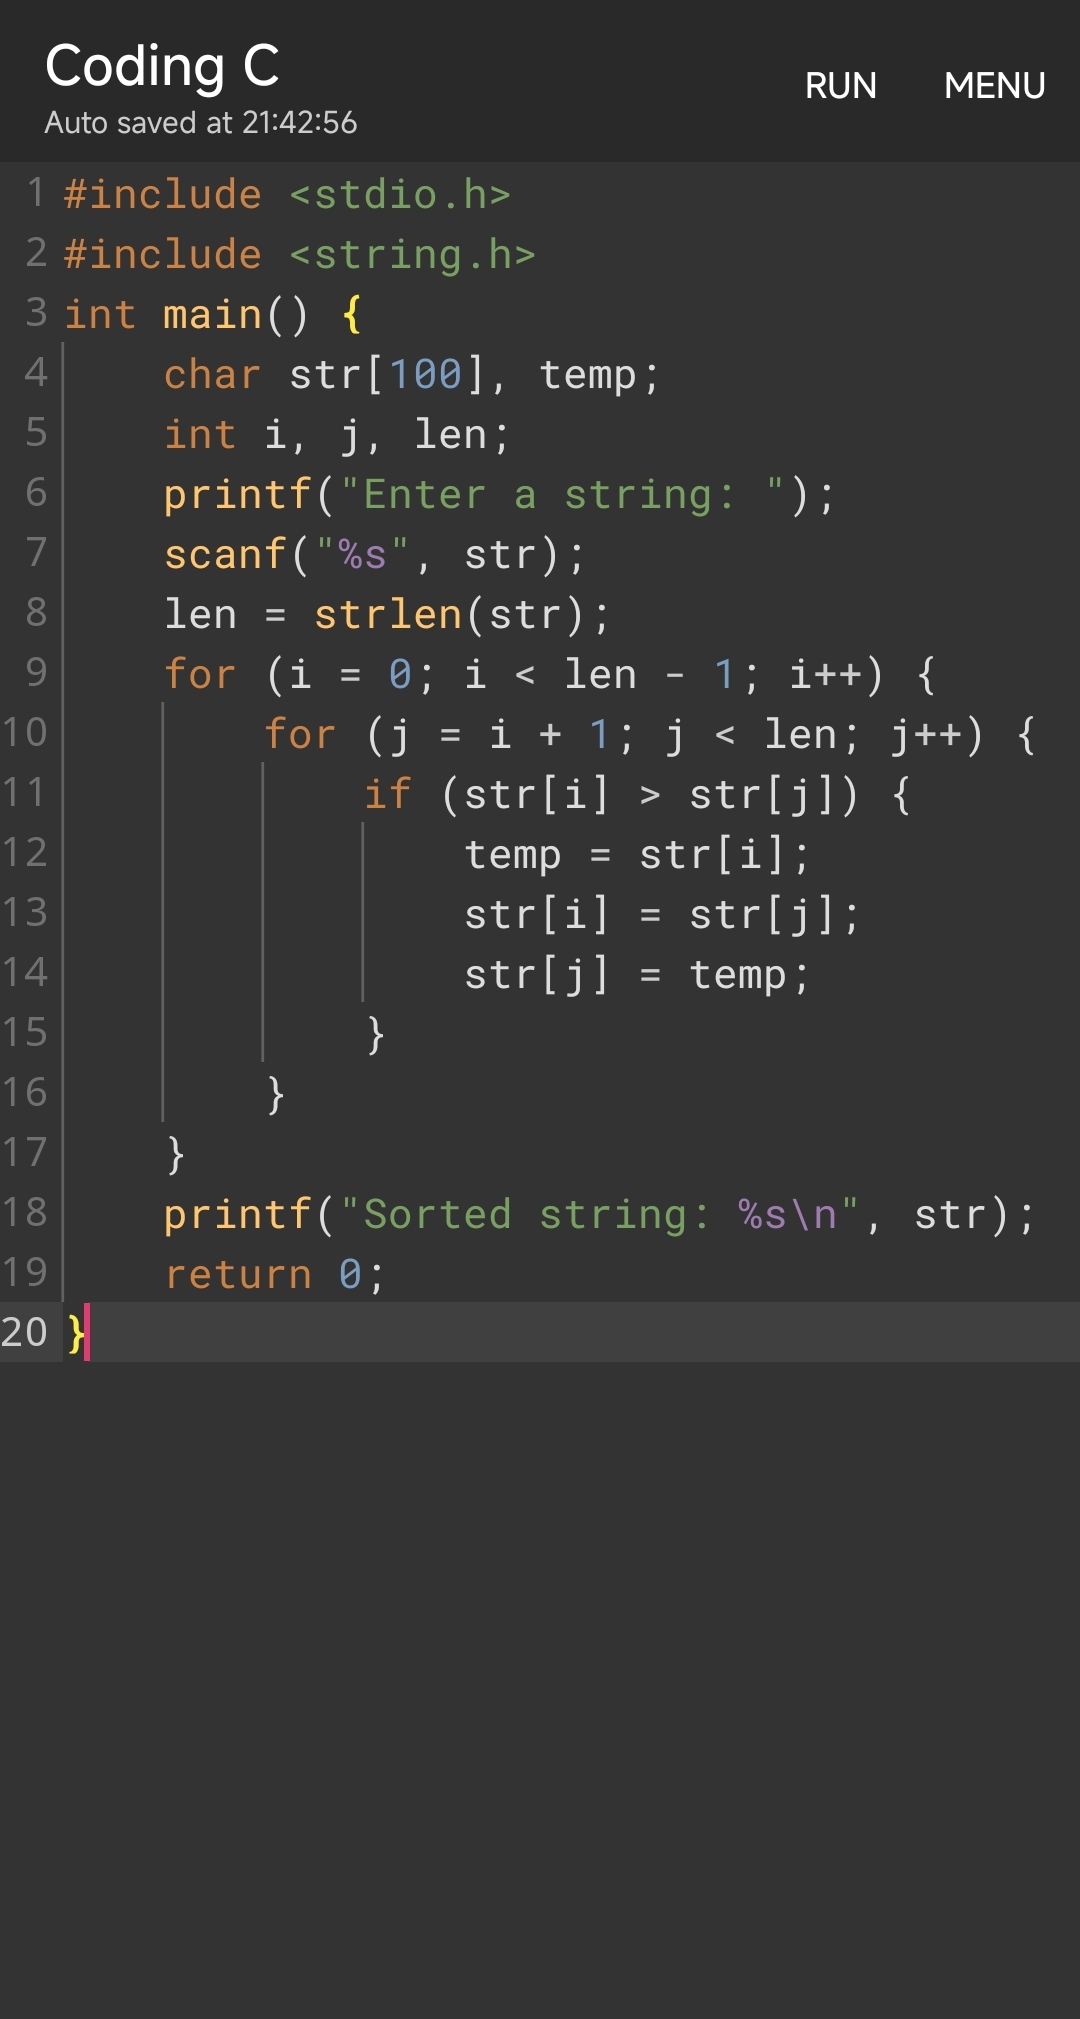 Coding C
Auto saved at 21:42:56
RUN MENU
1 #include <stdio.h>
2 #include <string.h>
3 int main() {
4     char str[100], temp;
5     int i, j, len;
6     printf("Enter a string: ");
7     scanf("%s", str);
8     len = strlen(str);
9     for (i = 0; i < len - 1; i++) {
10         for (j = i + 1; j < len; j++) {
11             if (str[i] > str[j]) {
12                 temp = str[i];
13                 str[i] = str[j];
14                 str[j] = temp;
15             }
16         }
17     }
18     printf("Sorted string: %s\n", str);
19     return 0;
20 }